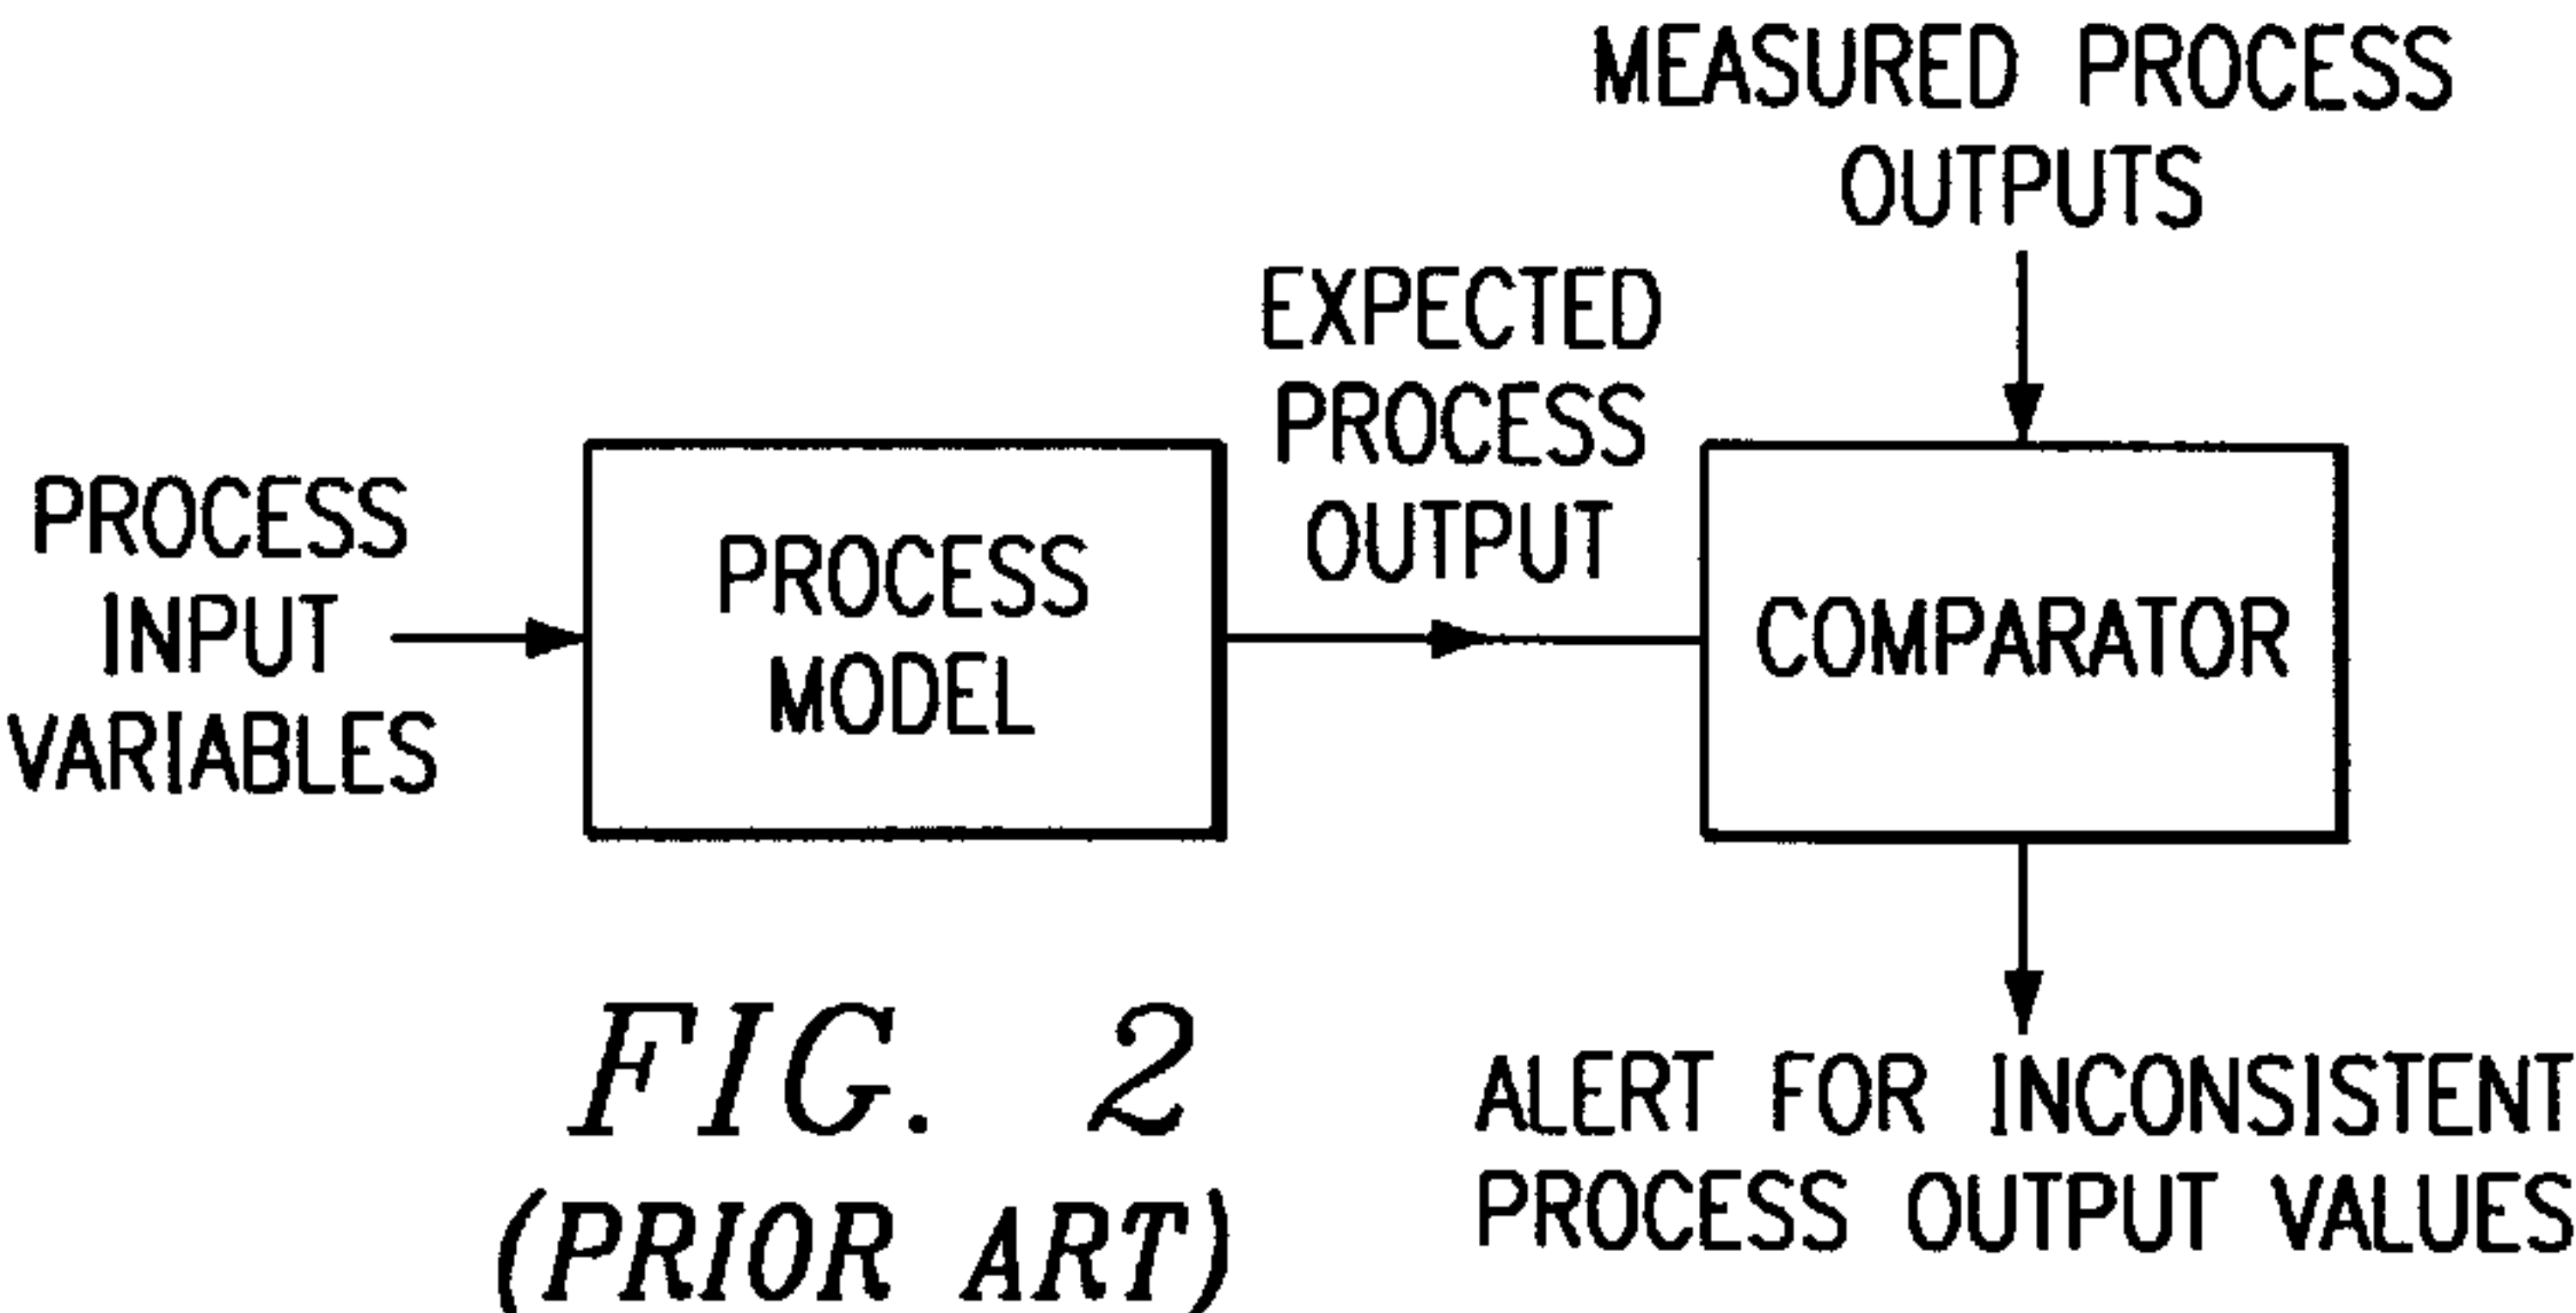 MEASURED PROCESS
OUTPUTS
EXPECTED
PROCESS
OUTPUT
PROCESS
INPUT
VARIABLES
PROCESS
MODEL
COMPARATOR
FIG. 2
(PRIOR ART)
ALERT FOR INCONSISTENT
PROCESS OUTPUT VALUES